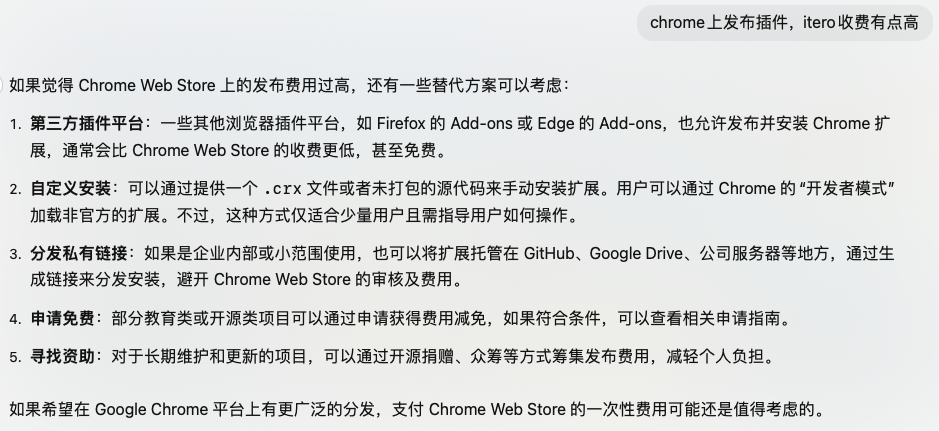 chrome上发布插件，itero收费有点高
如果觉得 Chrome Web Store 上的发布费用过高，还有一些替代方案可以考虑：
1. 第三方插件平台：一些其他浏览器插件平台，如 Firefox 的 Add-ons 或 Edge 的 Add-ons，也允许发布并安装 Chrome 扩
展，通常会比 Chrome Web Store 的收费更低，甚至免费。
2. 自定义安装：可以通过提供一个 .crx 文件或者未打包的源代码来手动安装扩展。用户可以通过 Chrome 的 “开发者模式”
加载非官方的扩展。不过，这种方式仅适合少量用户且需指导用户如何操作。
3. 分发私有链接：如果是企业内部或小范围使用，也可以将扩展托管在 GitHub、Google Drive、公司服务器等地方，通过生
成链接来分发安装，避开 Chrome Web Store 的审核及费用。
4. 申请免费：部分教育类或开源类项目可以通过申请获得费用减免，如果符合条件，可以查看相关申请指南。
5. 寻找资助：对于长期维护和更新的项目，可以通过开源捐赠、众筹等方式筹集发布费用，减轻个人负担。
如果希望在 Google Chrome 平台上有更广泛的分发，支付 Chrome Web Store 的一次性费用可能还是值得考虑的。